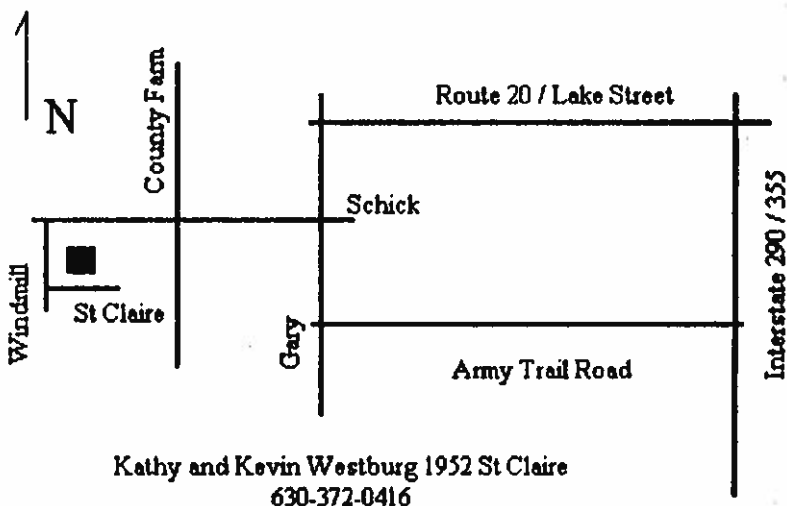 N
County Farm
Route 20 / Lake Street
Schick
Interstate 290 / 355
Windmill
St Claire
Gary
Army Trail Road
Kathy and Kevin Westburg 1952 St Claire
630-372-0416